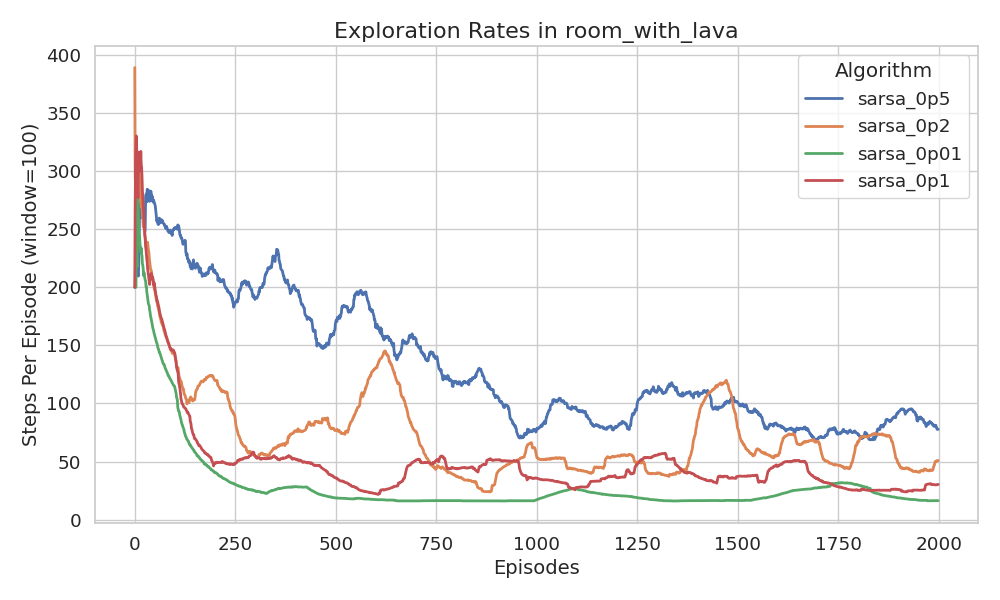 Exploration Rates in room_with_lava
Steps Per Episode (window=100)
400
350
300
250
200
150
100
50
0
Algorithm
sarsa_0p5
sarsa_0p2
sarsa_0p01
sarsa_0p1
0 250 500 750 1000 1250 1500 1750 2000
Episodes